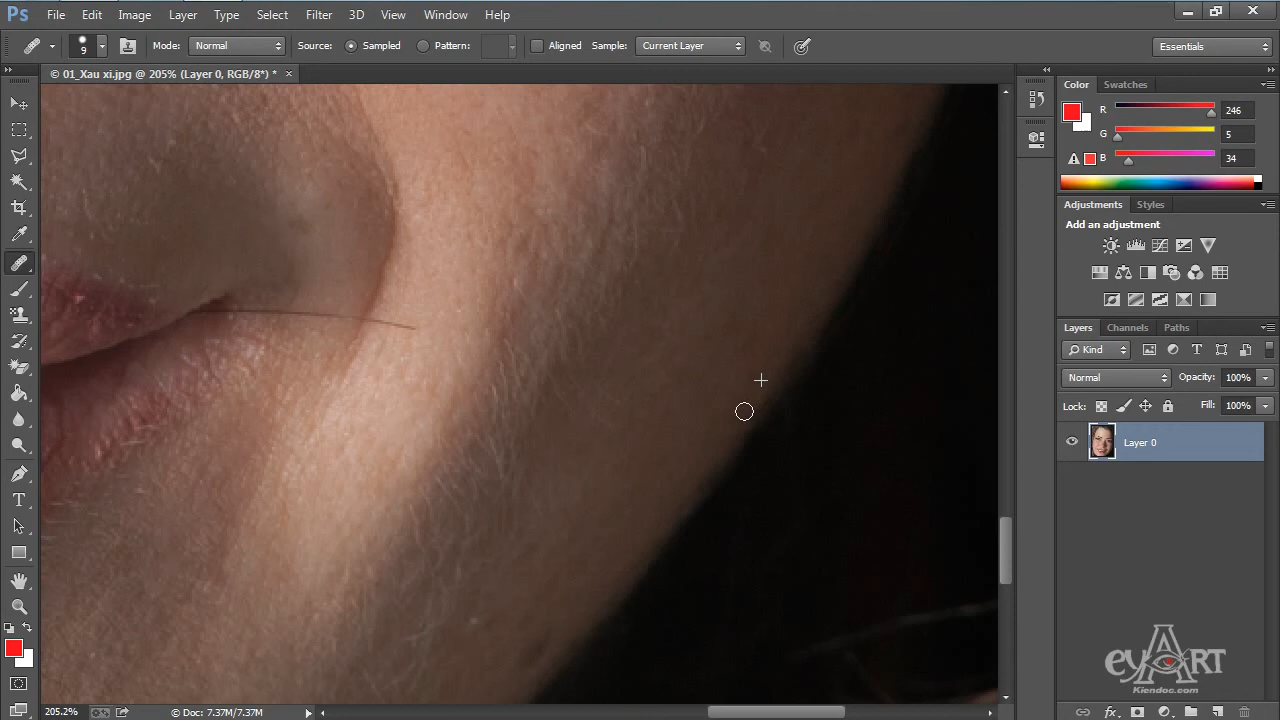 Ps File Edit Image Layer Type Select Filter 3D View Window Help
9 Mode: Normal Source: Sampled Pattern: Aligned Sample: Current Layer Essentials
© 01_Xau xi.jpg @ 205% (Layer 0, RGB/8*) *
Color Swatches
R 246
G 5
B 34
Adjustments Styles
Add an adjustment
Layers Channels Paths
Kind
Normal Opacity: 100%
Lock: Fill: 100%
Layer 0
eyART
Kiendoc.com
205.2% © Doc: 7.37M/7.37M
fx